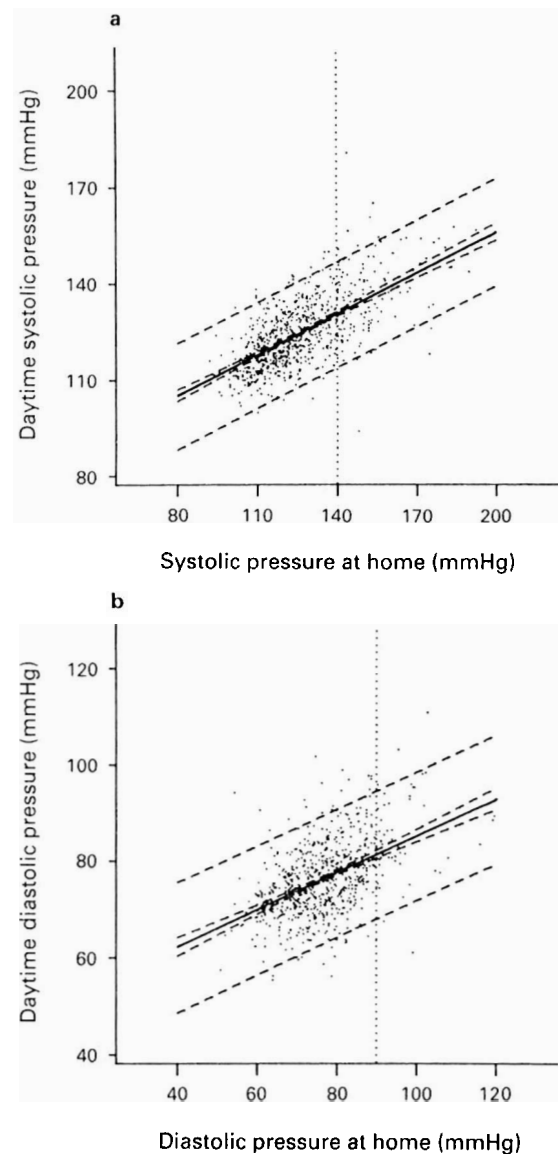 a
Daytime systolic pressure (mmHg)
200
170
140
110
80
80 110 140 170 200
Systolic pressure at home (mmHg)
b
Daytime diastolic pressure (mmHg)
120
100
80
60
40
40 60 80 100 120
Diastolic pressure at home (mmHg)